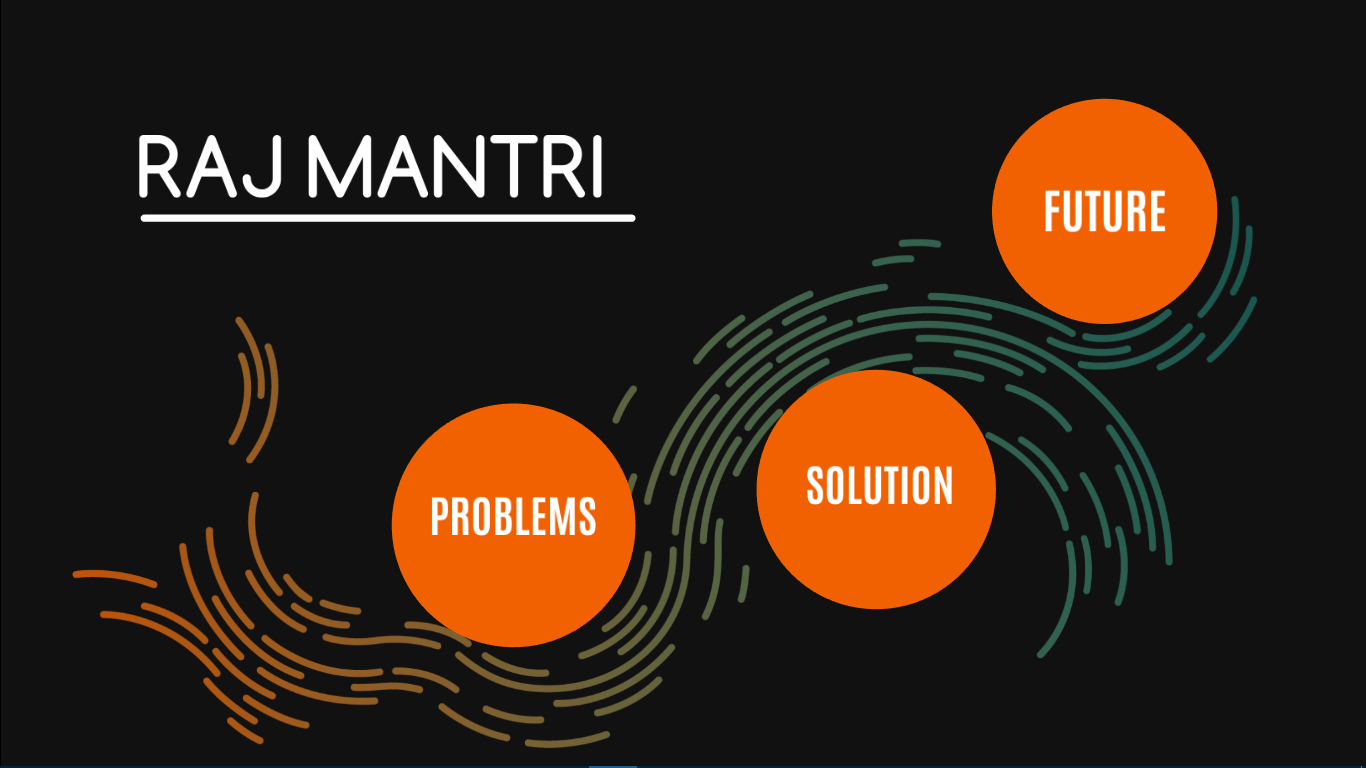 RAJ MANTRI
FUTURE
PROBLEMS
SOLUTION